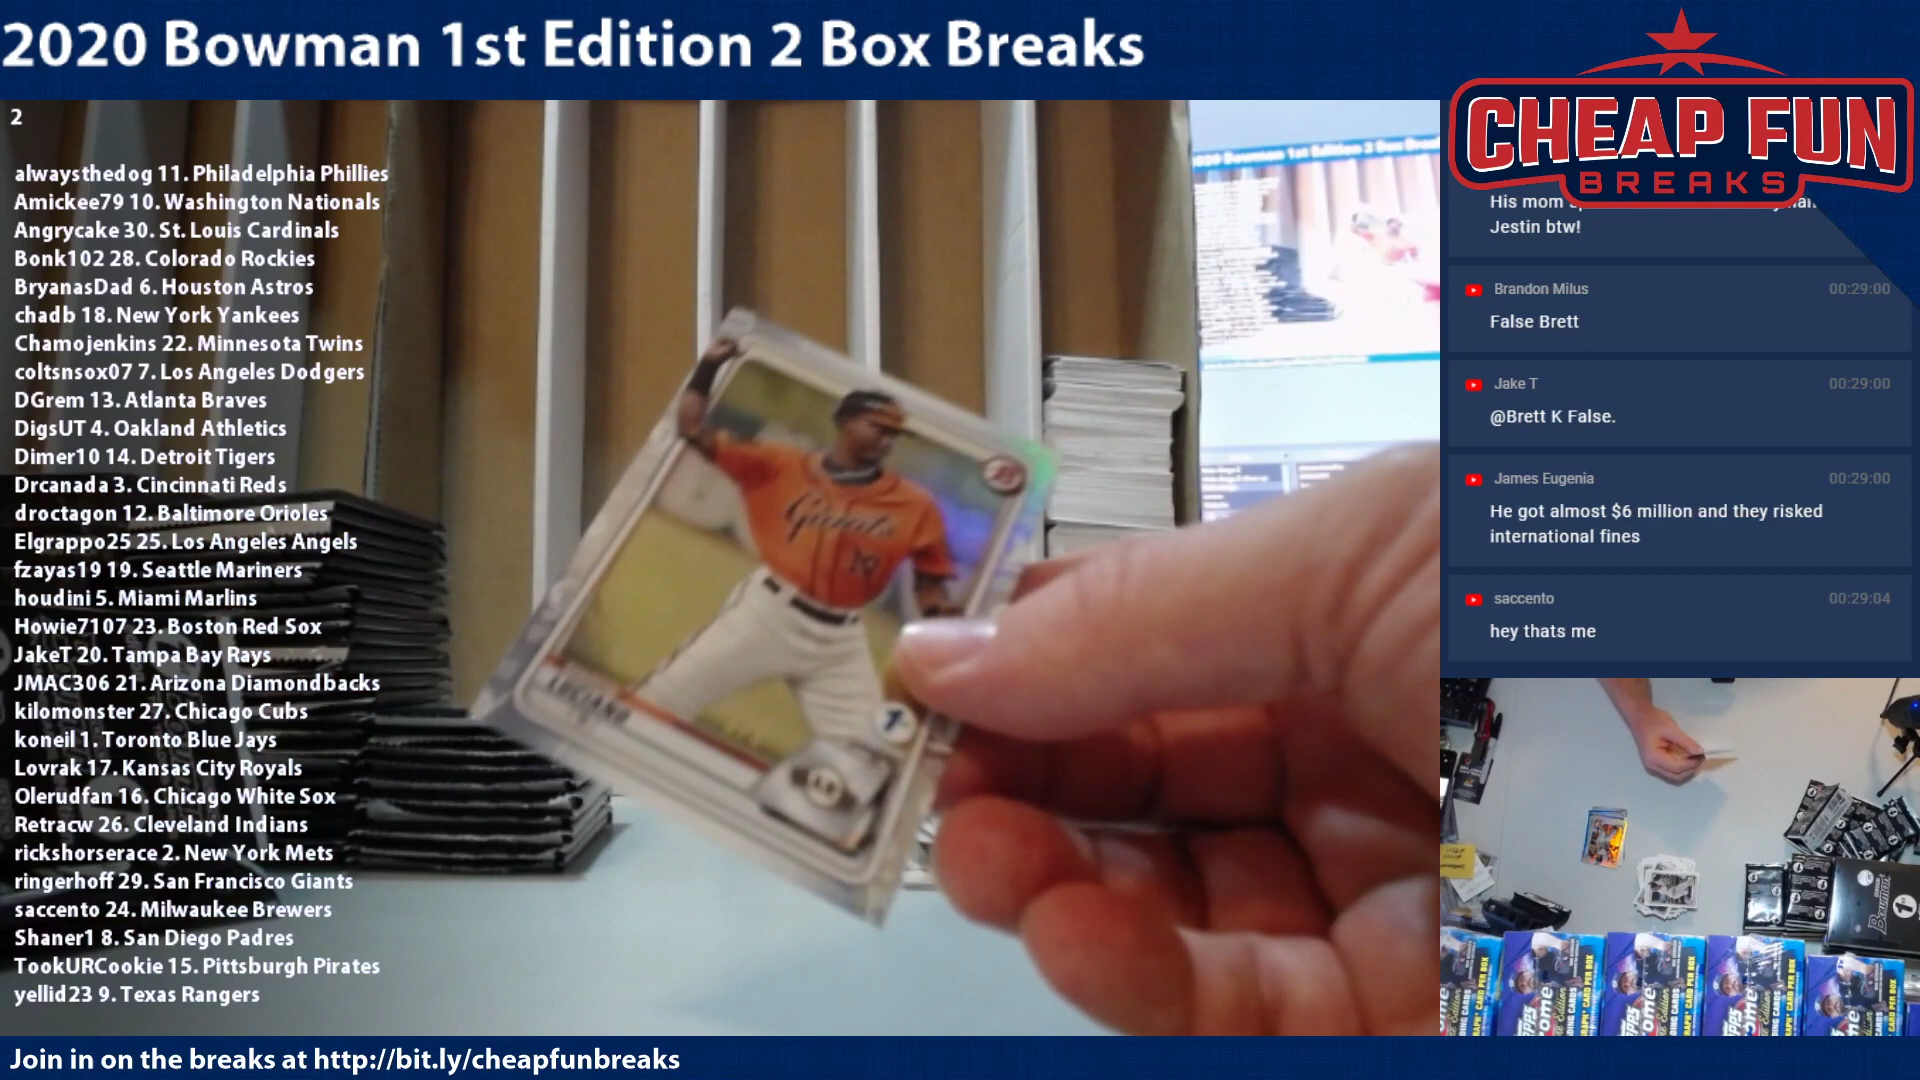 2020 Bowman 1st Edition 2 Box Breaks
CHEAP FUN
BREAKS
2
alwaysthedog 11. Philadelphia Phillies
Amickee79 10. Washington Nationals
Angrycake 30. St. Louis Cardinals
Bonk102 28. Colorado Rockies
BryanasDad 6. Houston Astros
chadb 18. New York Yankees
Chamojenkins 22. Minnesota Twins
coltsnsox07 7. Los Angeles Dodgers
DGrem 13. Atlanta Braves
DigsUT 4. Oakland Athletics
Dimer10 14. Detroit Tigers
Drcanada 3. Cincinnati Reds
droctagon 12. Baltimore Orioles
Elgrappo25 25. Los Angeles Angels
fzayas19 19. Seattle Mariners
houdini 5. Miami Marlins
Howie7107 23. Boston Red Sox
JakeT 20. Tampa Bay Rays
JMAC306 21. Arizona Diamondbacks
kilomonster 27. Chicago Cubs
koneil 1. Toronto Blue Jays
Lovrak 17. Kansas City Royals
Olerudfan 16. Chicago White Sox
Retracw 26. Cleveland Indians
rickshorserace 2. New York Mets
ringerhoff 29. San Francisco Giants
saccento 24. Milwaukee Brewers
Shaner1 8. San Diego Padres
TookURCookie 15. Pittsburgh Pirates
yellid23 9. Texas Rangers
2020 Bowman 1st Edition 2 Box
Giants
19
LUCIANO
1st
His mom
Jestin btw!
Brandon Milus 00:29:00
False Brett
Jake T 00:29:00
@Brett K False.
James Eugenia 00:29:00
He got almost $6 million and they risked
international fines
saccento 00:29:04
hey thats me
Bowman
Join in on the breaks at http://bit.ly/cheapfunbreaks